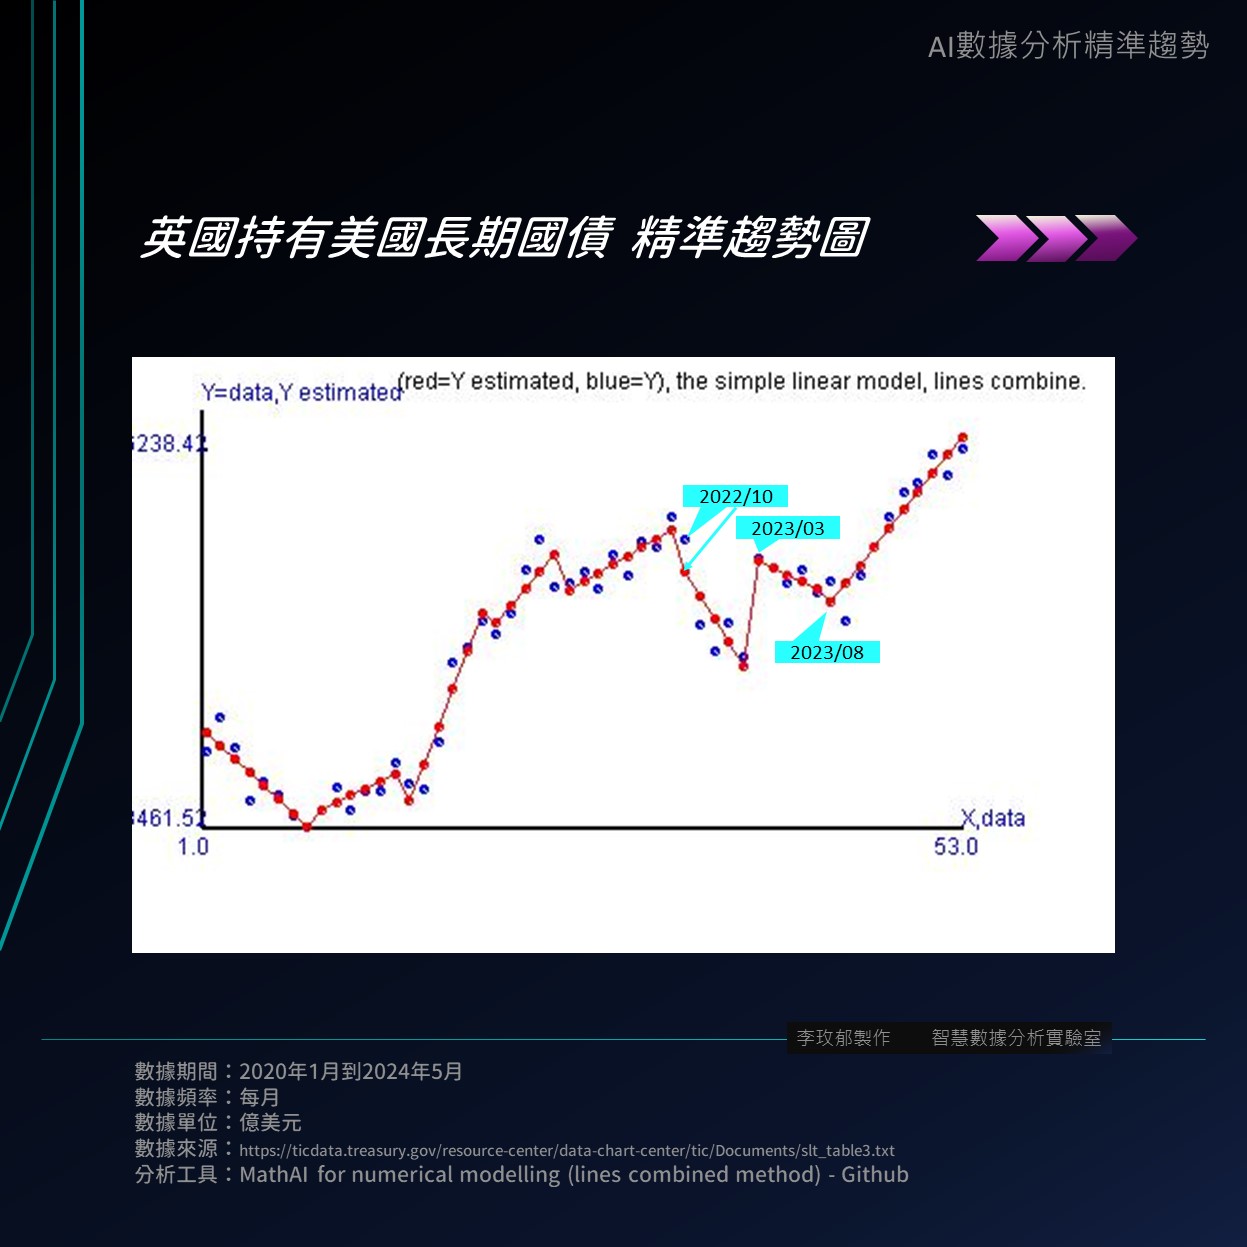 AI數據分析精準趨勢
英國持有美國長期國債 精準趨勢圖
(red=Y estimated, blue=Y), the simple linear model, lines combine.
Y=data,Y estimated
238.42
2022/10
2023/03
2023/08
461.52
X,data
1.0
53.0
李玫郁製作 智慧數據分析實驗室
數據期間：2020年1月到2024年5月
數據頻率：每月
數據單位：億美元
數據來源：https://ticdata.treasury.gov/resource-center/data-chart-center/tic/Documents/slt_table3.txt
分析工具：MathAI for numerical modelling (lines combined method) - Github